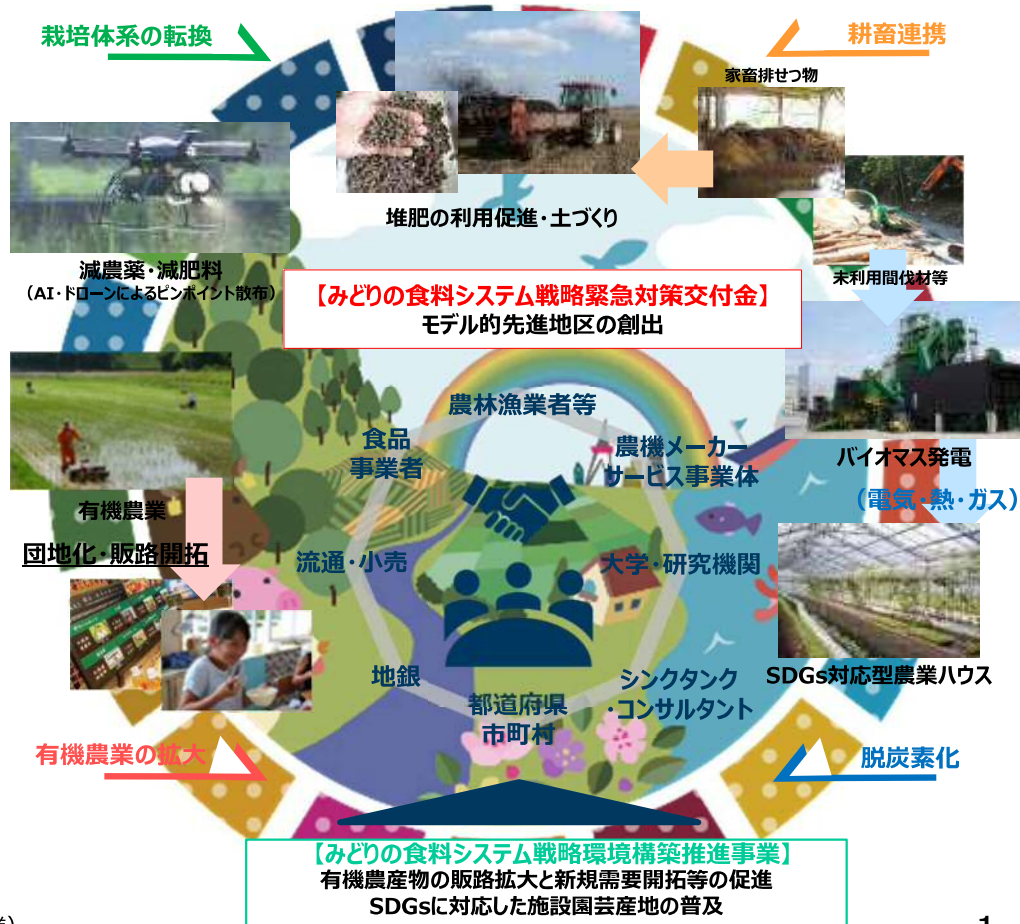 栽培体系の転換
耕畜連携
家畜排せつ物
堆肥の利用促進・土づくり
減農薬・減肥料
(AI・ドローンによるピンポイント散布)
未利用間伐材等
【みどりの食料システム戦略緊急対策交付金】
モデル的先進地区の創出
農林漁業者等
食品
事業者
農機メーカー
サービス事業体
バイオマス発電
(電気・熱・ガス)
有機農業
団地化・販路開拓
流通・小売
大学・研究機関
地銀
シンクタンク
・コンサルタント
SDGs対応型農業ハウス
都道府県
市町村
有機農業の拡大
脱炭素化
【みどりの食料システム戦略環境構築推進事業】
有機農産物の販路拡大と新規需要開拓等の促進
SDGsに対応した施設園芸産地の普及
1